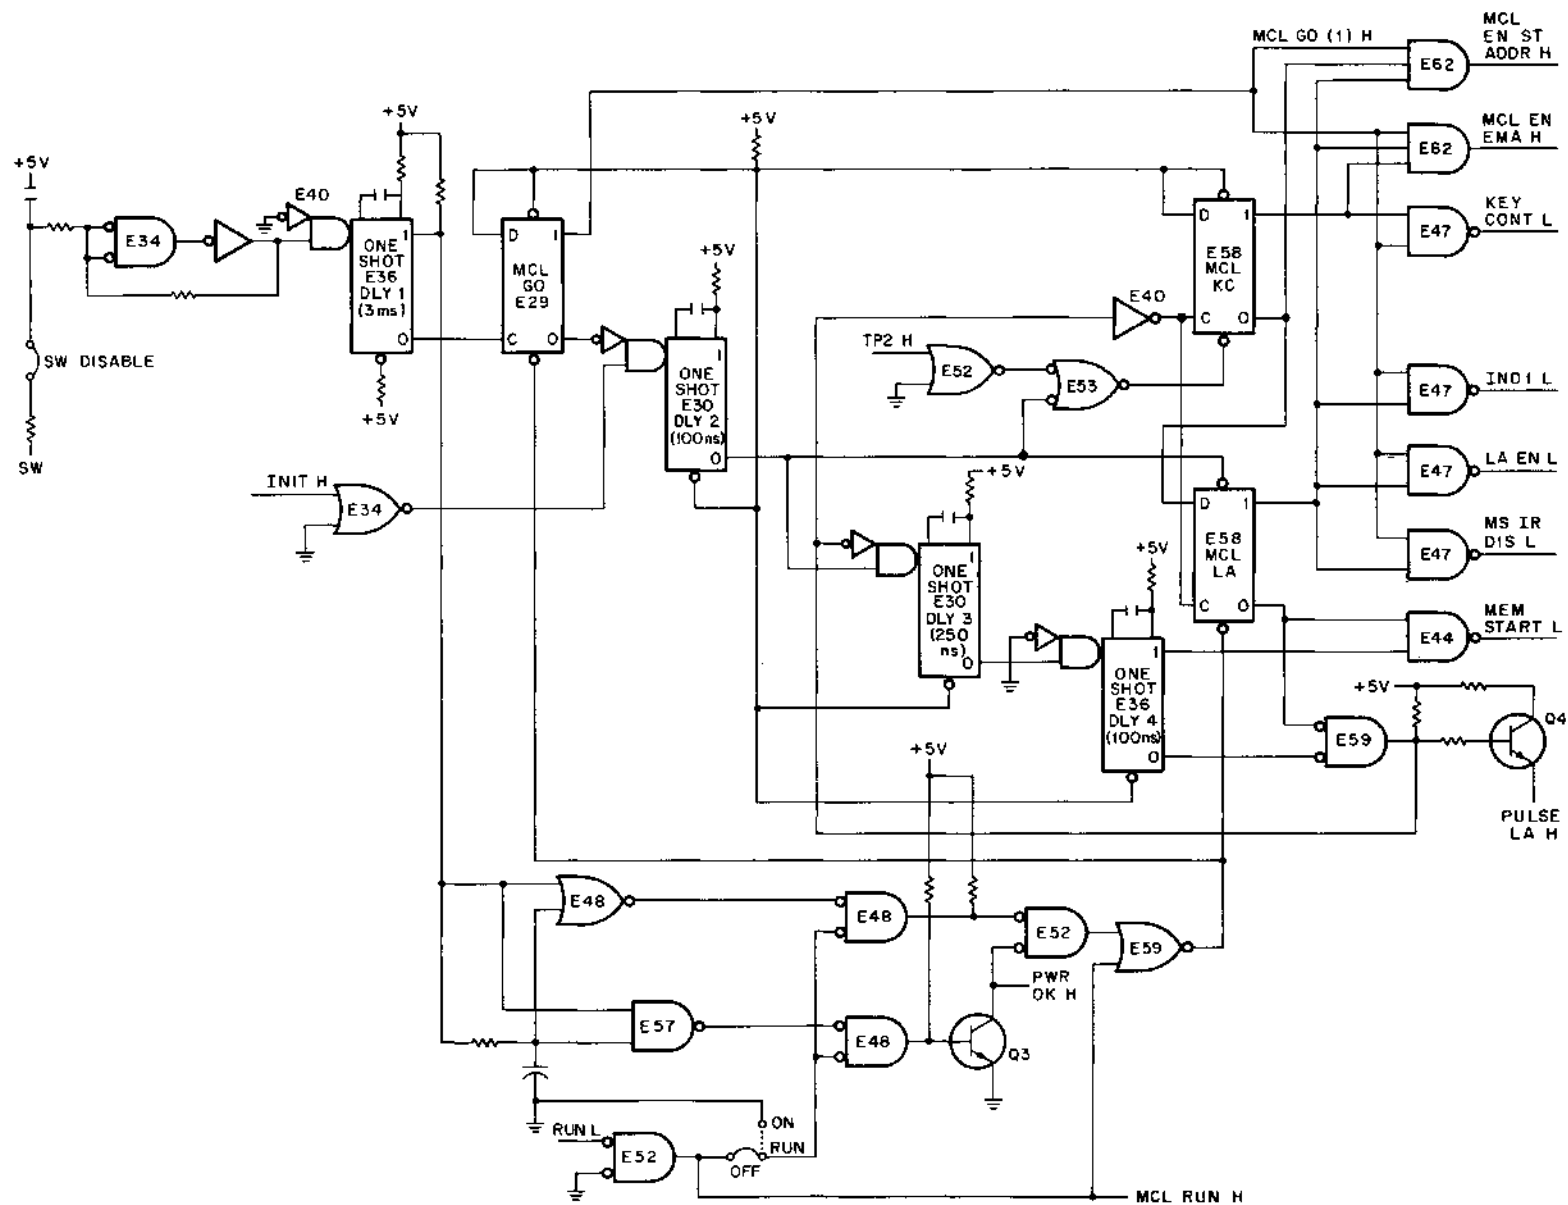 MCL
EN ST
ADDR H
MCL GO (1) H
E62
+5V
+5V
MCL EN
EMA H
E62
+5V
E40
KEY
CONT L
E47
E34
ONE
SHOT
E36
DLY 1
(3ms)
1
0
D
1
MCL
GO
E29
C
0
D
1
E58
MCL
KC
C
0
+5V
E40
SW DISABLE
+5V
SW
ONE
SHOT
E30
DLY 2
(100ns)
1
0
TP2 H
E52
E53
IND1 L
E47
LA EN L
E47
INIT H
E34
+5V
D
1
E58
MCL
LA
C
0
MS IR
DIS L
E47
ONE
SHOT
E30
DLY 3
(250
ns)
1
0
+5V
MEM
START L
E44
ONE
SHOT
E36
DLY 4
(100ns)
1
0
+5V
Q4
E59
+5V
PULSE
LA H
E48
E48
E52
E59
PWR
OK H
E57
E48
Q3
ON
RUN L
E52
RUN
OFF
MCL RUN H